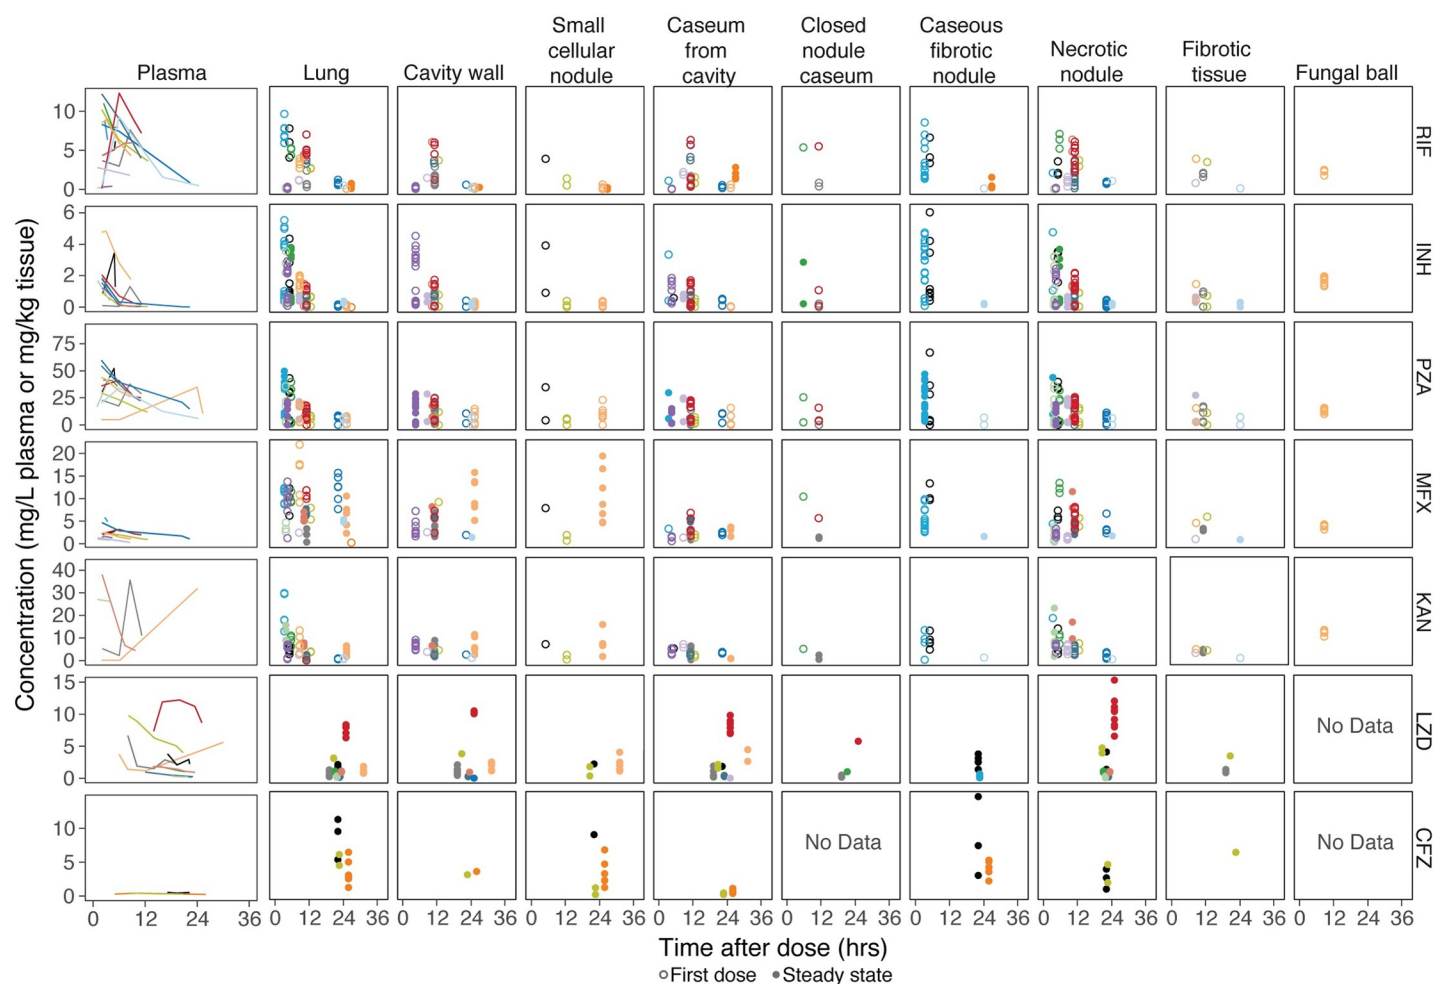 Small
cellular
nodule
Caseum
from
cavity
Closed
nodule
caseum
Caseous
fibrotic
nodule
Necrotic
nodule
Fibrotic
tissue
Plasma
Lung
Cavity wall
Fungal ball
Concentration (mg/L plasma or mg/kg tissue)
10
5
0
RIF
6
4
2
0
INH
75
50
25
0
PZA
20
15
10
5
0
MFX
40
30
20
10
0
KAN
15
10
5
0
No Data
LZD
10
5
0
No Data
No Data
CFZ
0 12 24 36 0 12 24 36 0 12 24 36 0 12 24 36 0 12 24 36 0 12 24 36 0 12 24 36 0 12 24 36 0 12 24 36 0 12 24 36
Time after dose (hrs)
First dose Steady state